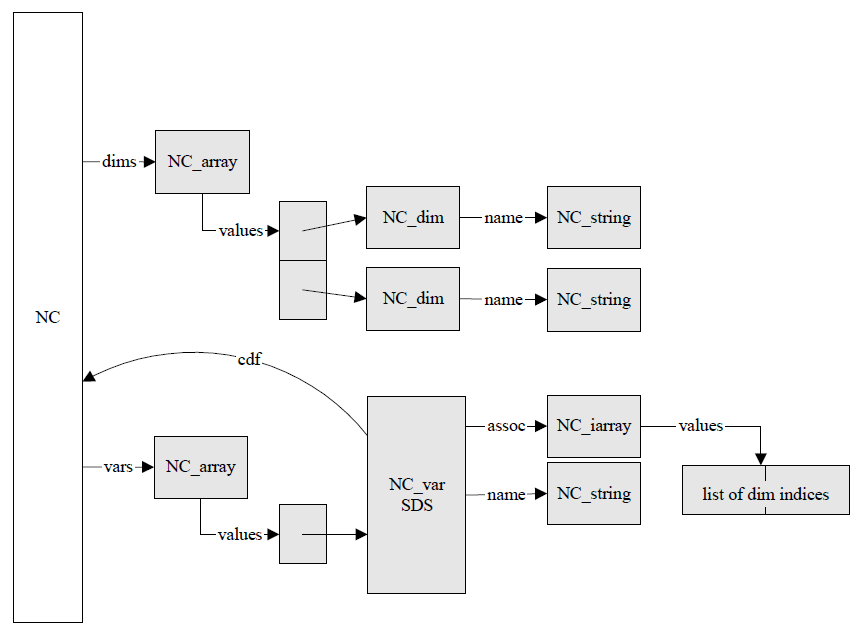 dims
NC_array
NC_dim
name
NC_string
values
NC_dim
name
NC_string
NC
cdf
assoc
NC_iarray
values
vars
NC_array
NC_var
SDS
name
NC_string
list of dim indices
values